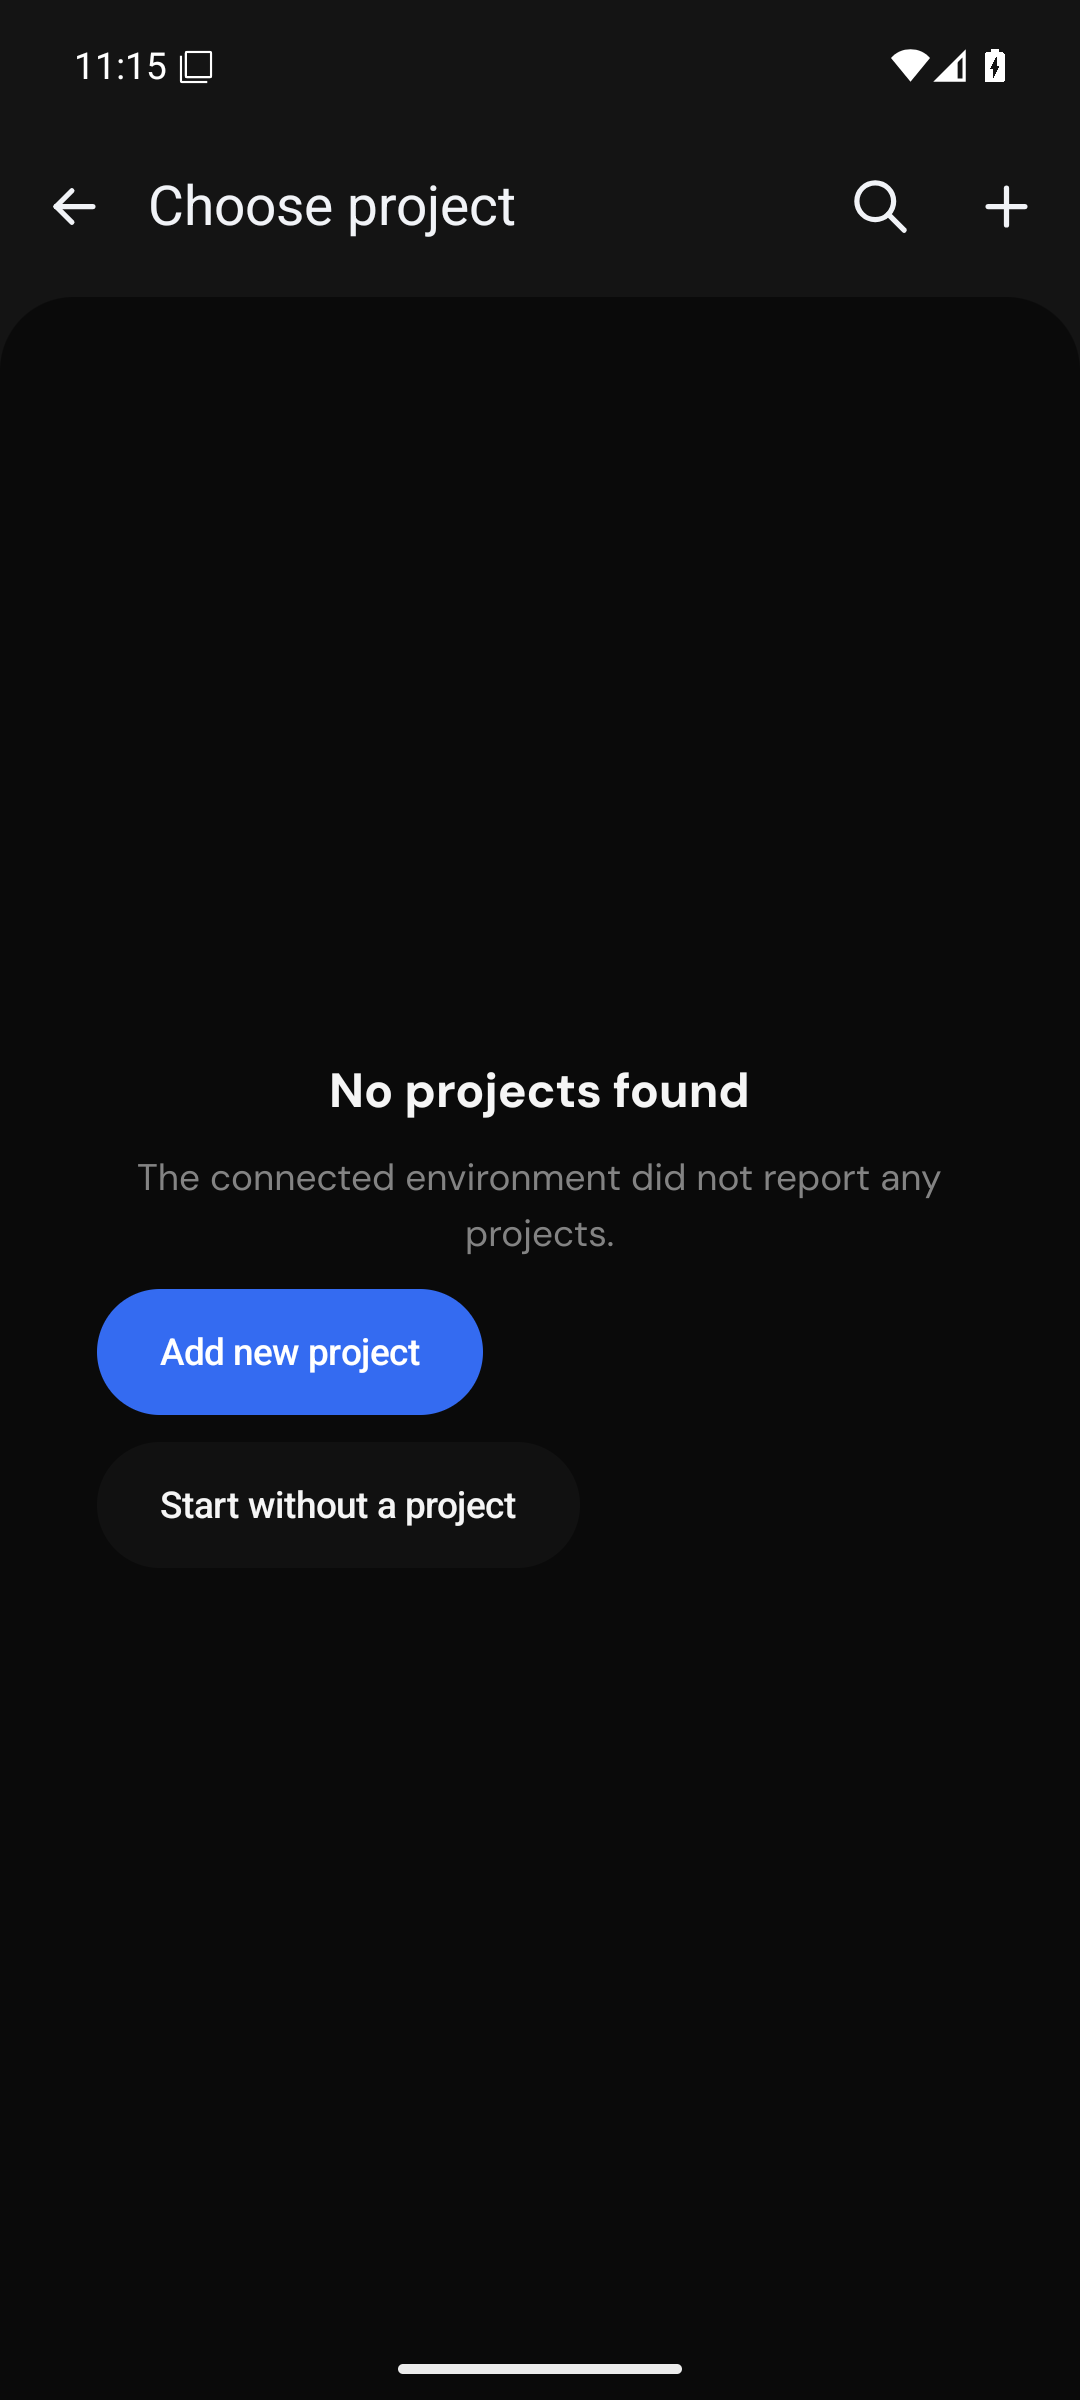 11:15
Choose project
No projects found
The connected environment did not report any
projects.
Add new project
Start without a project